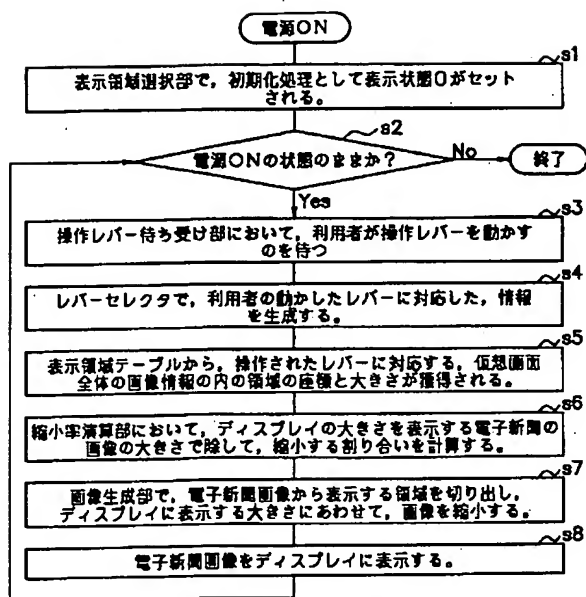 電源ON
s1
表示領域選択部で，初期化処理として表示状態0がセット
される。
s2
電源ONの状態のままか？
No
終了
Yes
s3
操作レバー待ち受け部において，利用者が操作レバーを動かす
のを待つ
s4
レバーセレクタで，利用者の動かしたレバーに対応した，情報
を生成する。
s5
表示領域テーブルから，操作されたレバーに対応する，仮想画面
全体の画像情報の内の領域の座標と大きさが獲得される。
s6
縮小率演算部において，ディスプレイの大きさを表示する電子新聞の
画像の大きさで除して，縮小する割り合いを計算する。
s7
画像生成部で，電子新聞画像から表示する領域を切り出し，
ディスプレイに表示する大きさにあわせて，画像を縮小する。
s8
電子新聞画像をディスプレイに表示する。